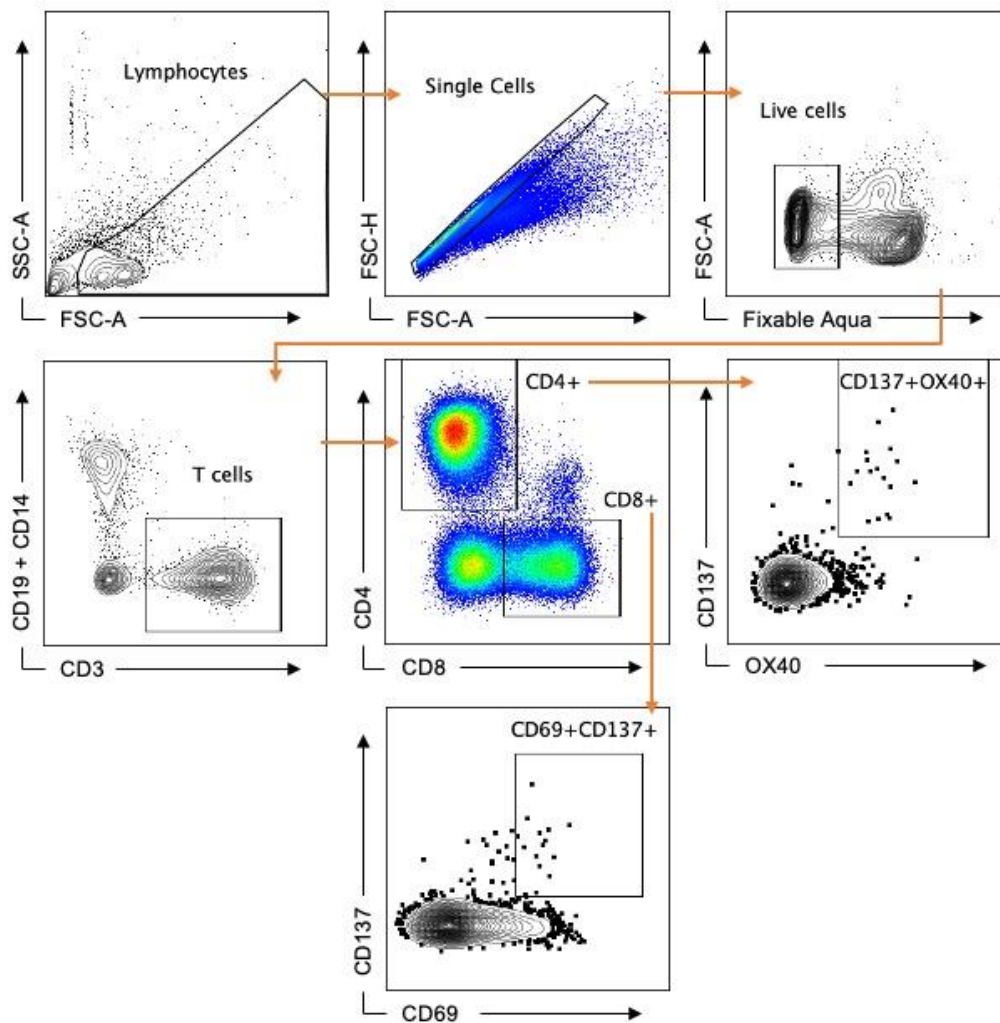 SSC-A
Lymphocytes
FSC-A
FSC-H
Single Cells
FSC-A
FSC-A
Live cells
Fixable Aqua
CD19 + CD14
T cells
CD3
CD4
CD4+
CD8+
CD8
CD137
CD137+OX40+
OX40
CD137
CD69+CD137+
CD69